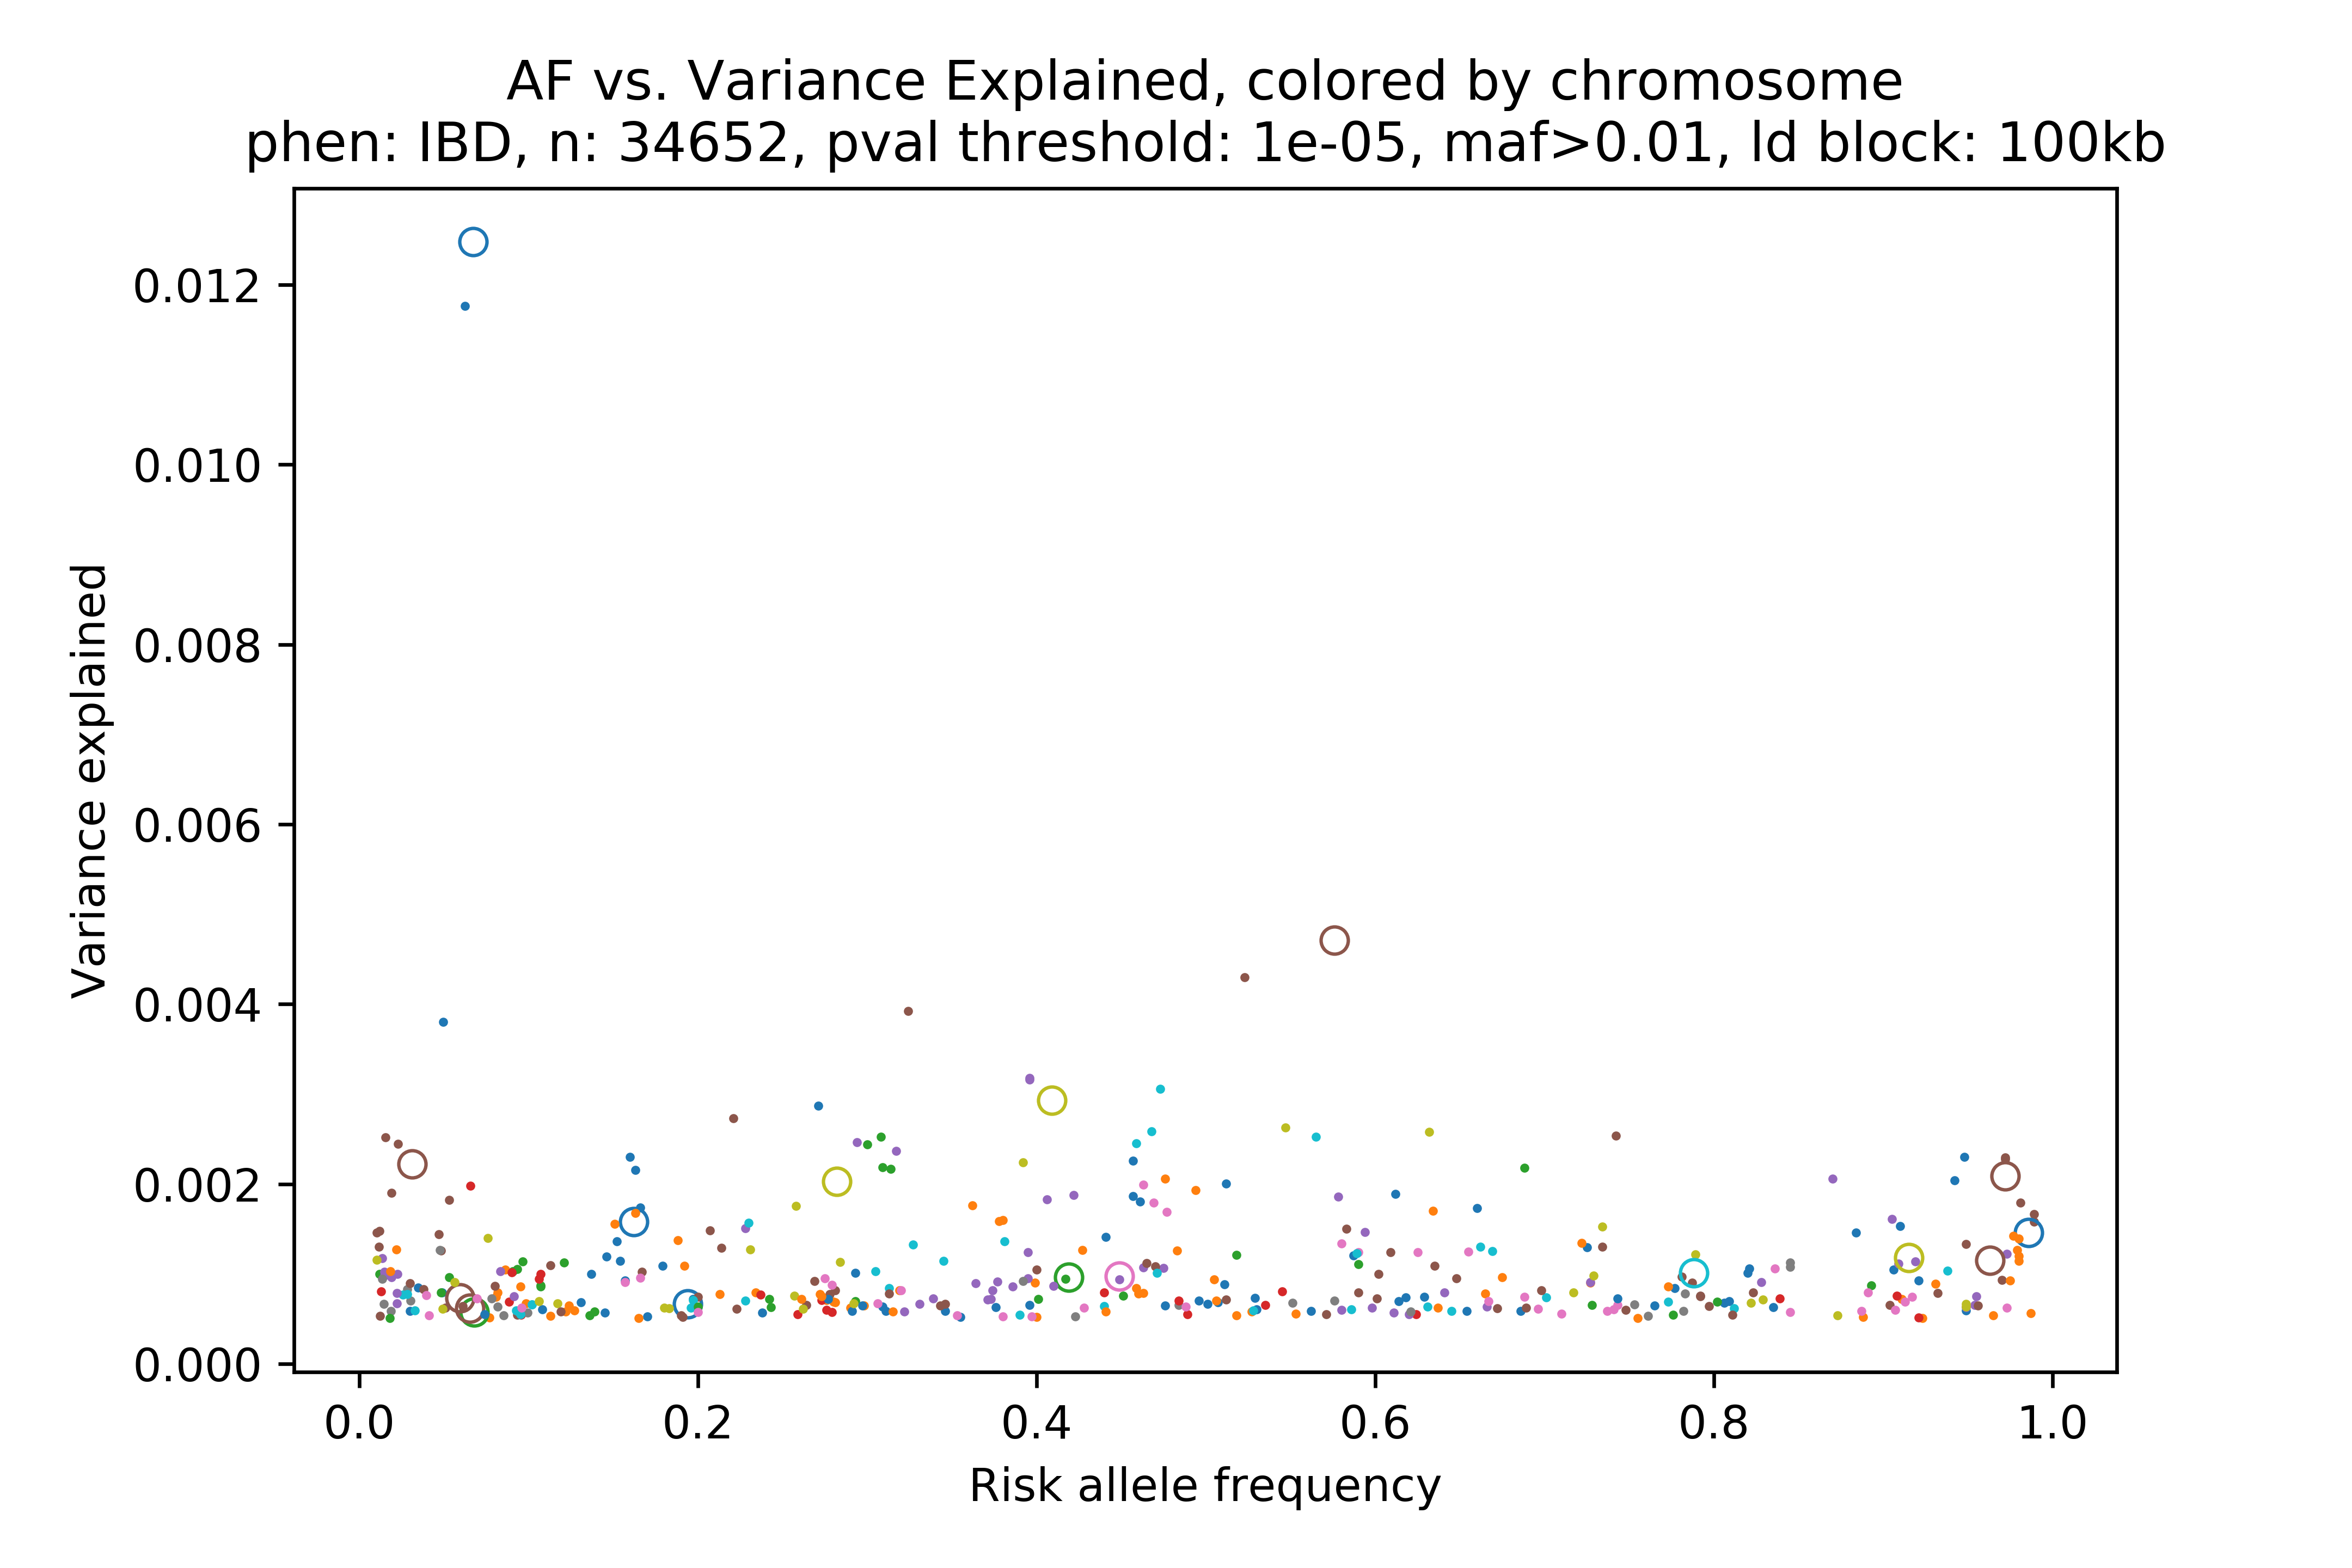 AF vs. Variance Explained, colored by chromosome
phen: IBD, n: 34652, pval threshold: 1e-05, maf>0.01, ld block: 100kb
Variance explained
0.012
0.010
0.008
0.006
0.004
0.002
0.000
0.0 0.2 0.4 0.6 0.8 1.0
Risk allele frequency